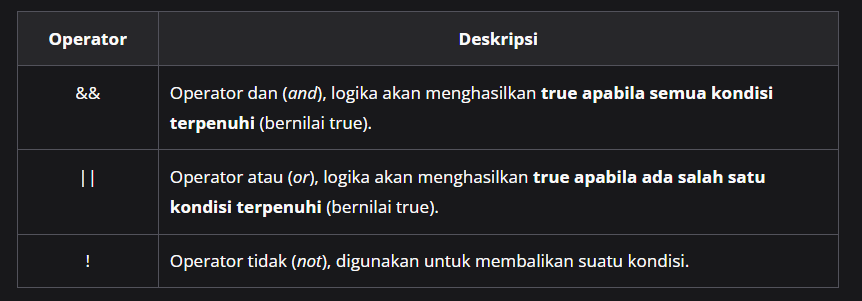 Operator Deskripsi
&& Operator dan (and), logika akan menghasilkan true apabila semua kondisi
terpenuhi (bernilai true).
|| Operator atau (or), logika akan menghasilkan true apabila ada salah satu
kondisi terpenuhi (bernilai true).
! Operator tidak (not), digunakan untuk membalikan suatu kondisi.